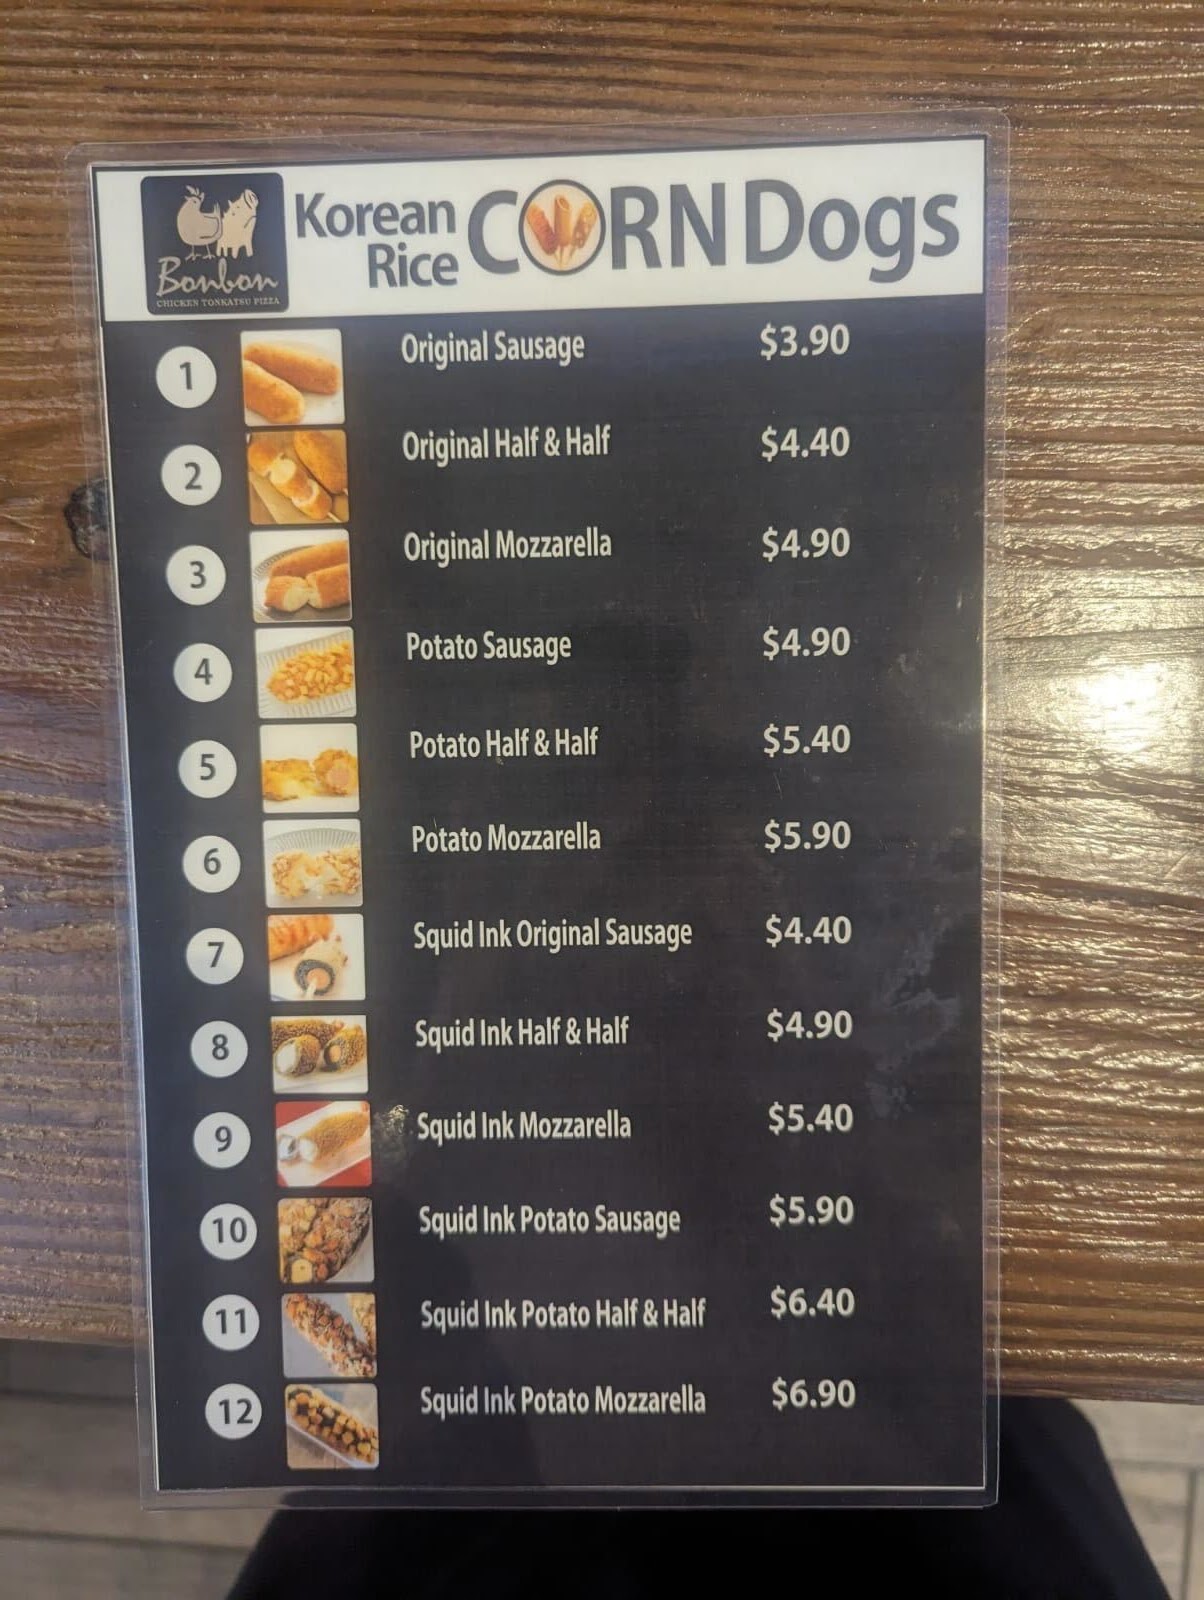 Bonbon
CHICKEN TONKATSU PIZZA
Korean
Rice
CORN Dogs
1 Original Sausage $3.90
2 Original Half & Half $4.40
3 Original Mozzarella $4.90
4 Potato Sausage $4.90
5 Potato Half & Half $5.40
6 Potato Mozzarella $5.90
7 Squid Ink Original Sausage $4.40
8 Squid Ink Half & Half $4.90
9 Squid Ink Mozzarella $5.40
10 Squid Ink Potato Sausage $5.90
11 Squid Ink Potato Half & Half $6.40
12 Squid Ink Potato Mozzarella $6.90